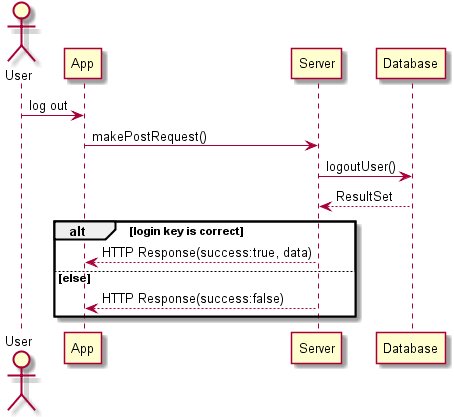 User
App
Server
Database
log out
makePostRequest()
logoutUser()
ResultSet
alt [login key is correct]
HTTP Response(success:true, data)
[else]
HTTP Response(success:false)
User
App
Server
Database